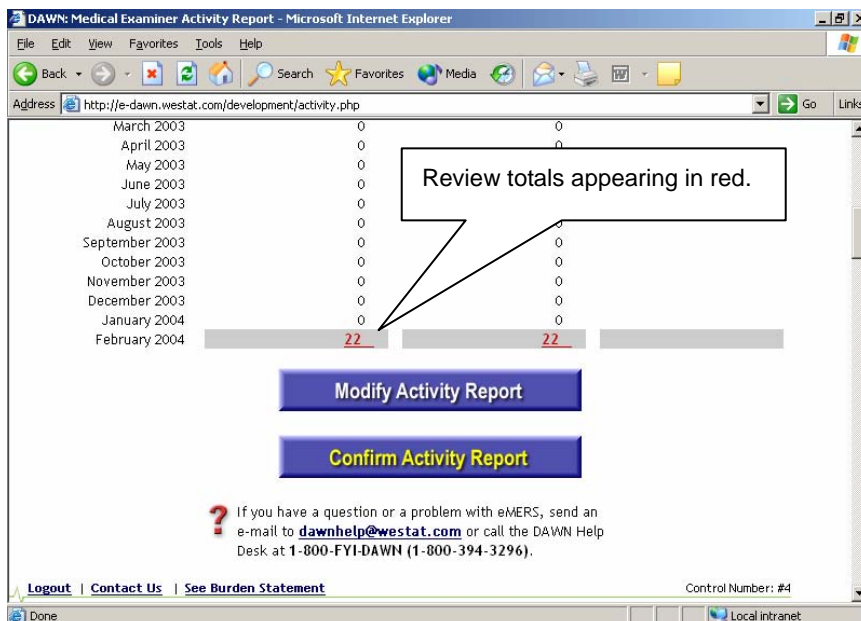 DAWN: Medical Examiner Activity Report - Microsoft Internet Explorer
File Edit View Favorites Tools Help
Back Search Favorites Media
Address http://e-dawn.westat.com/development/activity.php Go Links
March 2003 0 0
April 2003 0 0
May 2003 0
June 2003 0
July 2003 0
August 2003 0 0
September 2003 0 0
October 2003 0 0
November 2003 0 0
December 2003 0 0
January 2004 0 0
February 2004 22 22
Review totals appearing in red.
Modify Activity Report
Confirm Activity Report
? If you have a question or a problem with eMERS, send an
e-mail to dawnhelp@westat.com or call the DAWN Help
Desk at 1-800-FYI-DAWN (1-800-394-3296).
Logout | Contact Us | See Burden Statement Control Number: #4
Done Local intranet